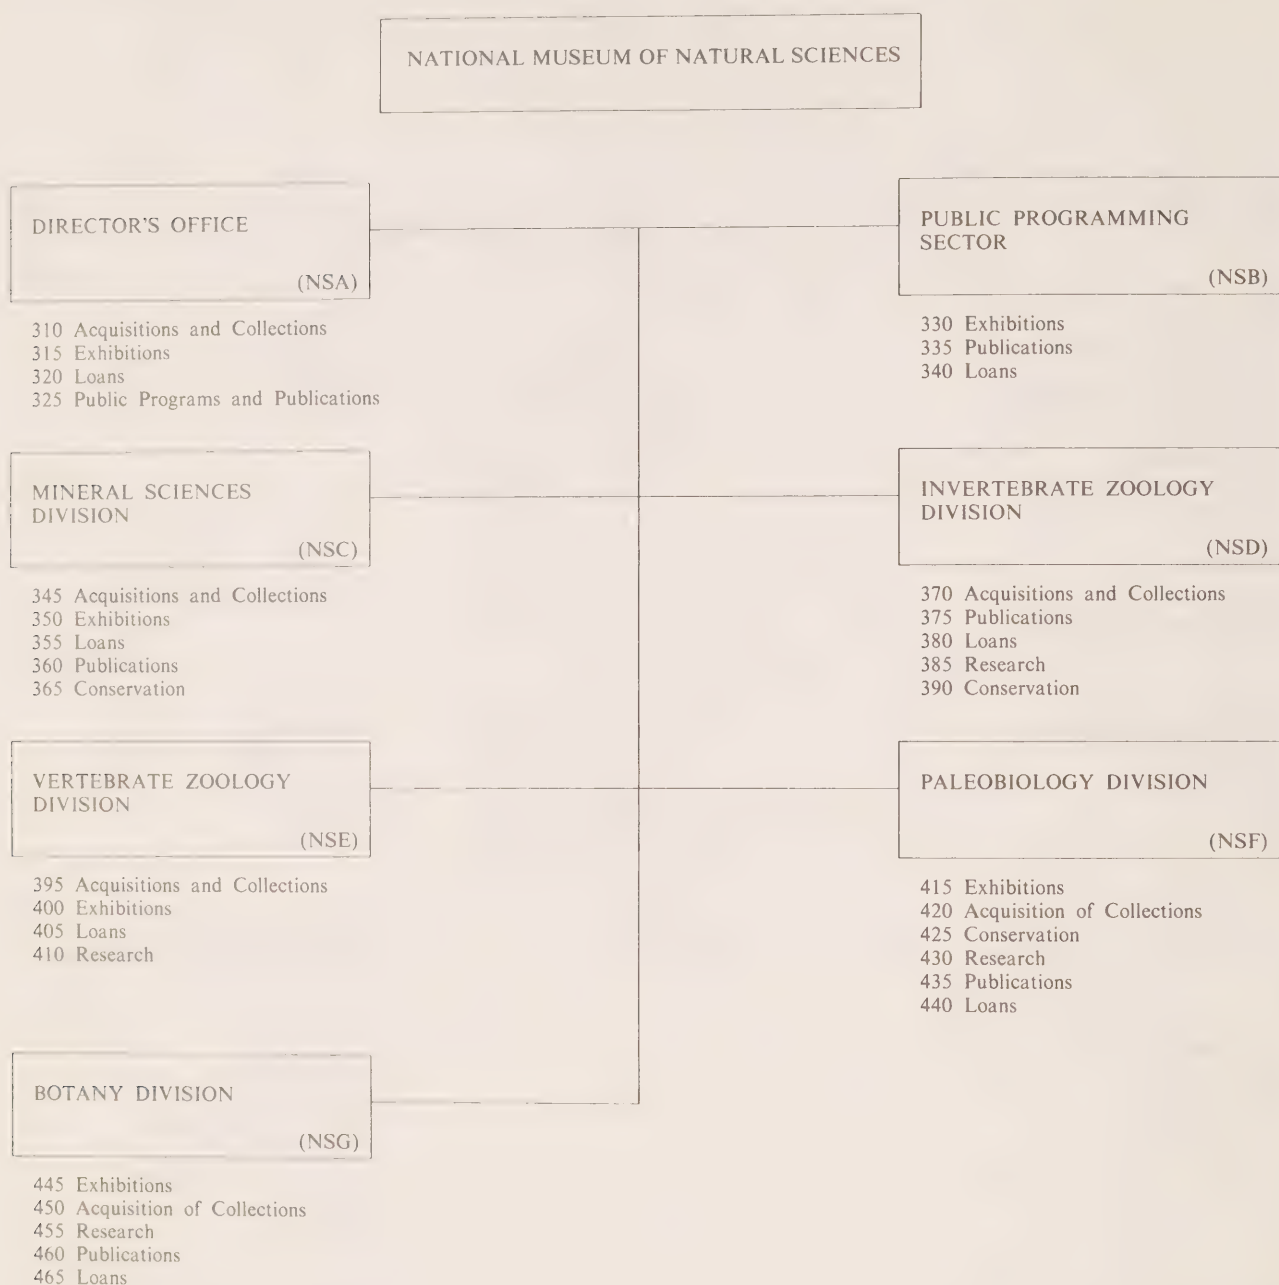 NATIONAL MUSEUM OF NATURAL SCIENCES
DIRECTOR'S OFFICE
(NSA)
310 Acquisitions and Collections
315 Exhibitions
320 Loans
325 Public Programs and Publications
PUBLIC PROGRAMMING
SECTOR
(NSB)
330 Exhibitions
335 Publications
340 Loans
MINERAL SCIENCES
DIVISION
(NSC)
345 Acquisitions and Collections
350 Exhibitions
355 Loans
360 Publications
365 Conservation
INVERTEBRATE ZOOLOGY
DIVISION
(NSD)
370 Acquisitions and Collections
375 Publications
380 Loans
385 Research
390 Conservation
VERTEBRATE ZOOLOGY
DIVISION
(NSE)
395 Acquisitions and Collections
400 Exhibitions
405 Loans
410 Research
PALEOBIOLOGY DIVISION
(NSF)
415 Exhibitions
420 Acquisition of Collections
425 Conservation
430 Research
435 Publications
440 Loans
BOTANY DIVISION
(NSG)
445 Exhibitions
450 Acquisition of Collections
455 Research
460 Publications
465 Loans